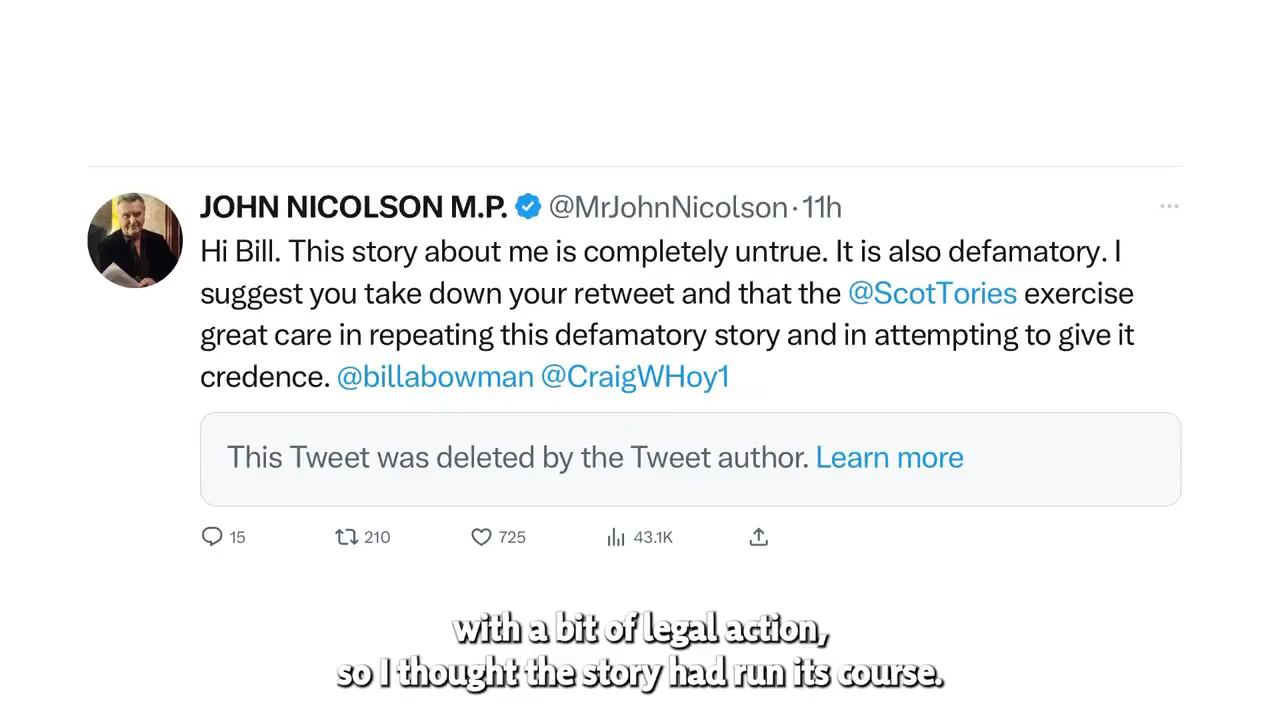 JOHN NICOLSON M.P. @MrJohnNicolson · 11h
Hi Bill. This story about me is completely untrue. It is also defamatory. I
suggest you take down your retweet and that the @ScotTories exercise
great care in repeating this defamatory story and in attempting to give it
credence. @billabowman @CraigWHoy1
This Tweet was deleted by the Tweet author. Learn more
15 210 725 43.1K
with a bit of legal action,
so I thought the story had run its course.